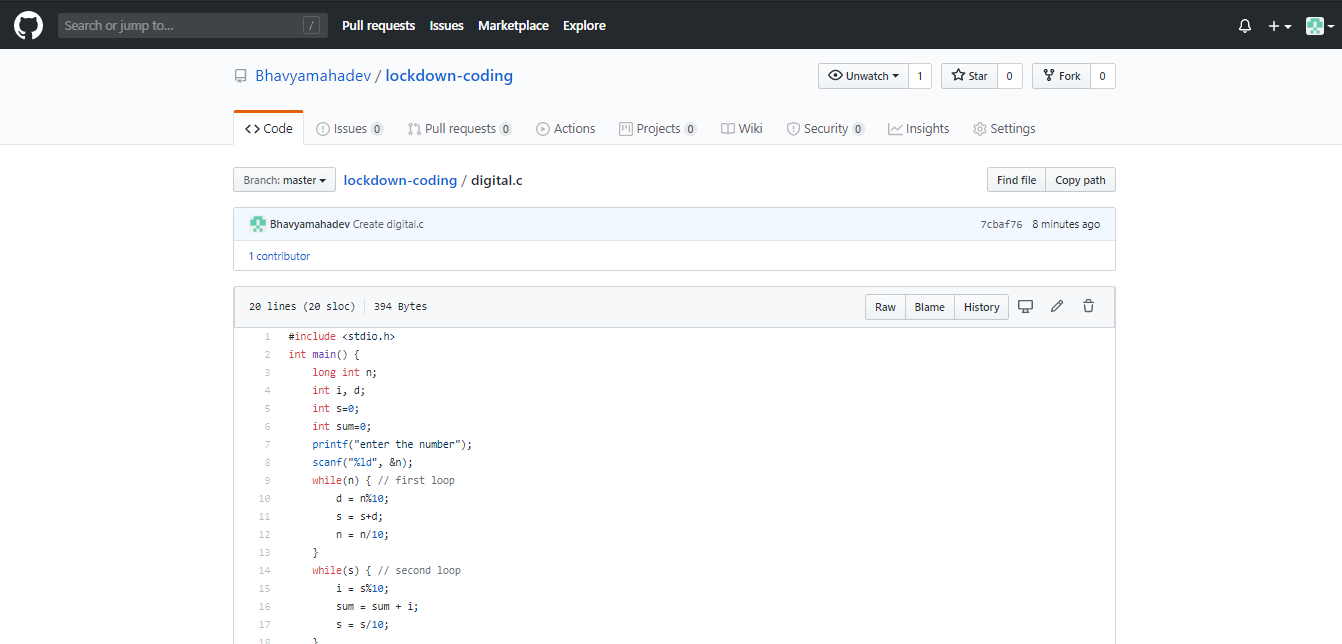 Search or jump to... / Pull requests Issues Marketplace Explore
Bhavyamahadev / lockdown-coding Unwatch 1 Star 0 Fork 0
Code Issues 0 Pull requests 0 Actions Projects 0 Wiki Security 0 Insights Settings
Branch: master lockdown-coding / digital.c Find file Copy path
Bhavyamahadev Create digital.c 7cbaf76 8 minutes ago
1 contributor
20 lines (20 sloc) 394 Bytes Raw Blame History
1 #include <stdio.h>
2 int main() {
3 long int n;
4 int i, d;
5 int s=0;
6 int sum=0;
7 printf("enter the number");
8 scanf("%ld", &n);
9 while(n) { // first loop
10 d = n%10;
11 s = s+d;
12 n = n/10;
13 }
14 while(s) { // second loop
15 i = s%10;
16 sum = sum + i;
17 s = s/10;
18 }